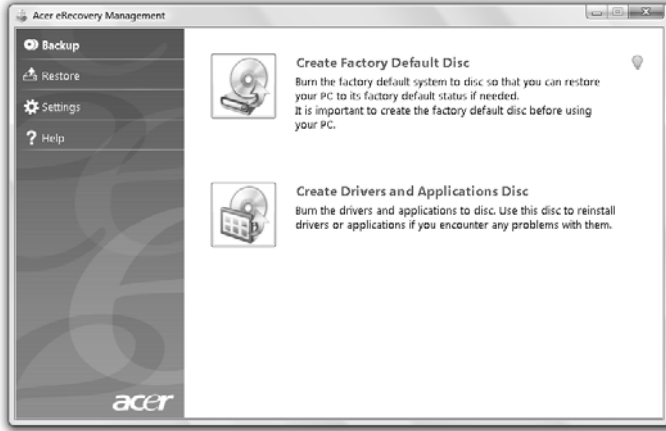 Acer eRecovery Management
Backup
Restore
Settings
? Help
Create Factory Default Disc
Burn the factory default system to disc so that you can restore
your PC to its factory default status if needed.
It is important to create the factory default disc before using
your PC.
Create Drivers and Applications Disc
Burn the drivers and applications to disc. Use this disc to reinstall
drivers or applications if you encounter any problems with them.
acer